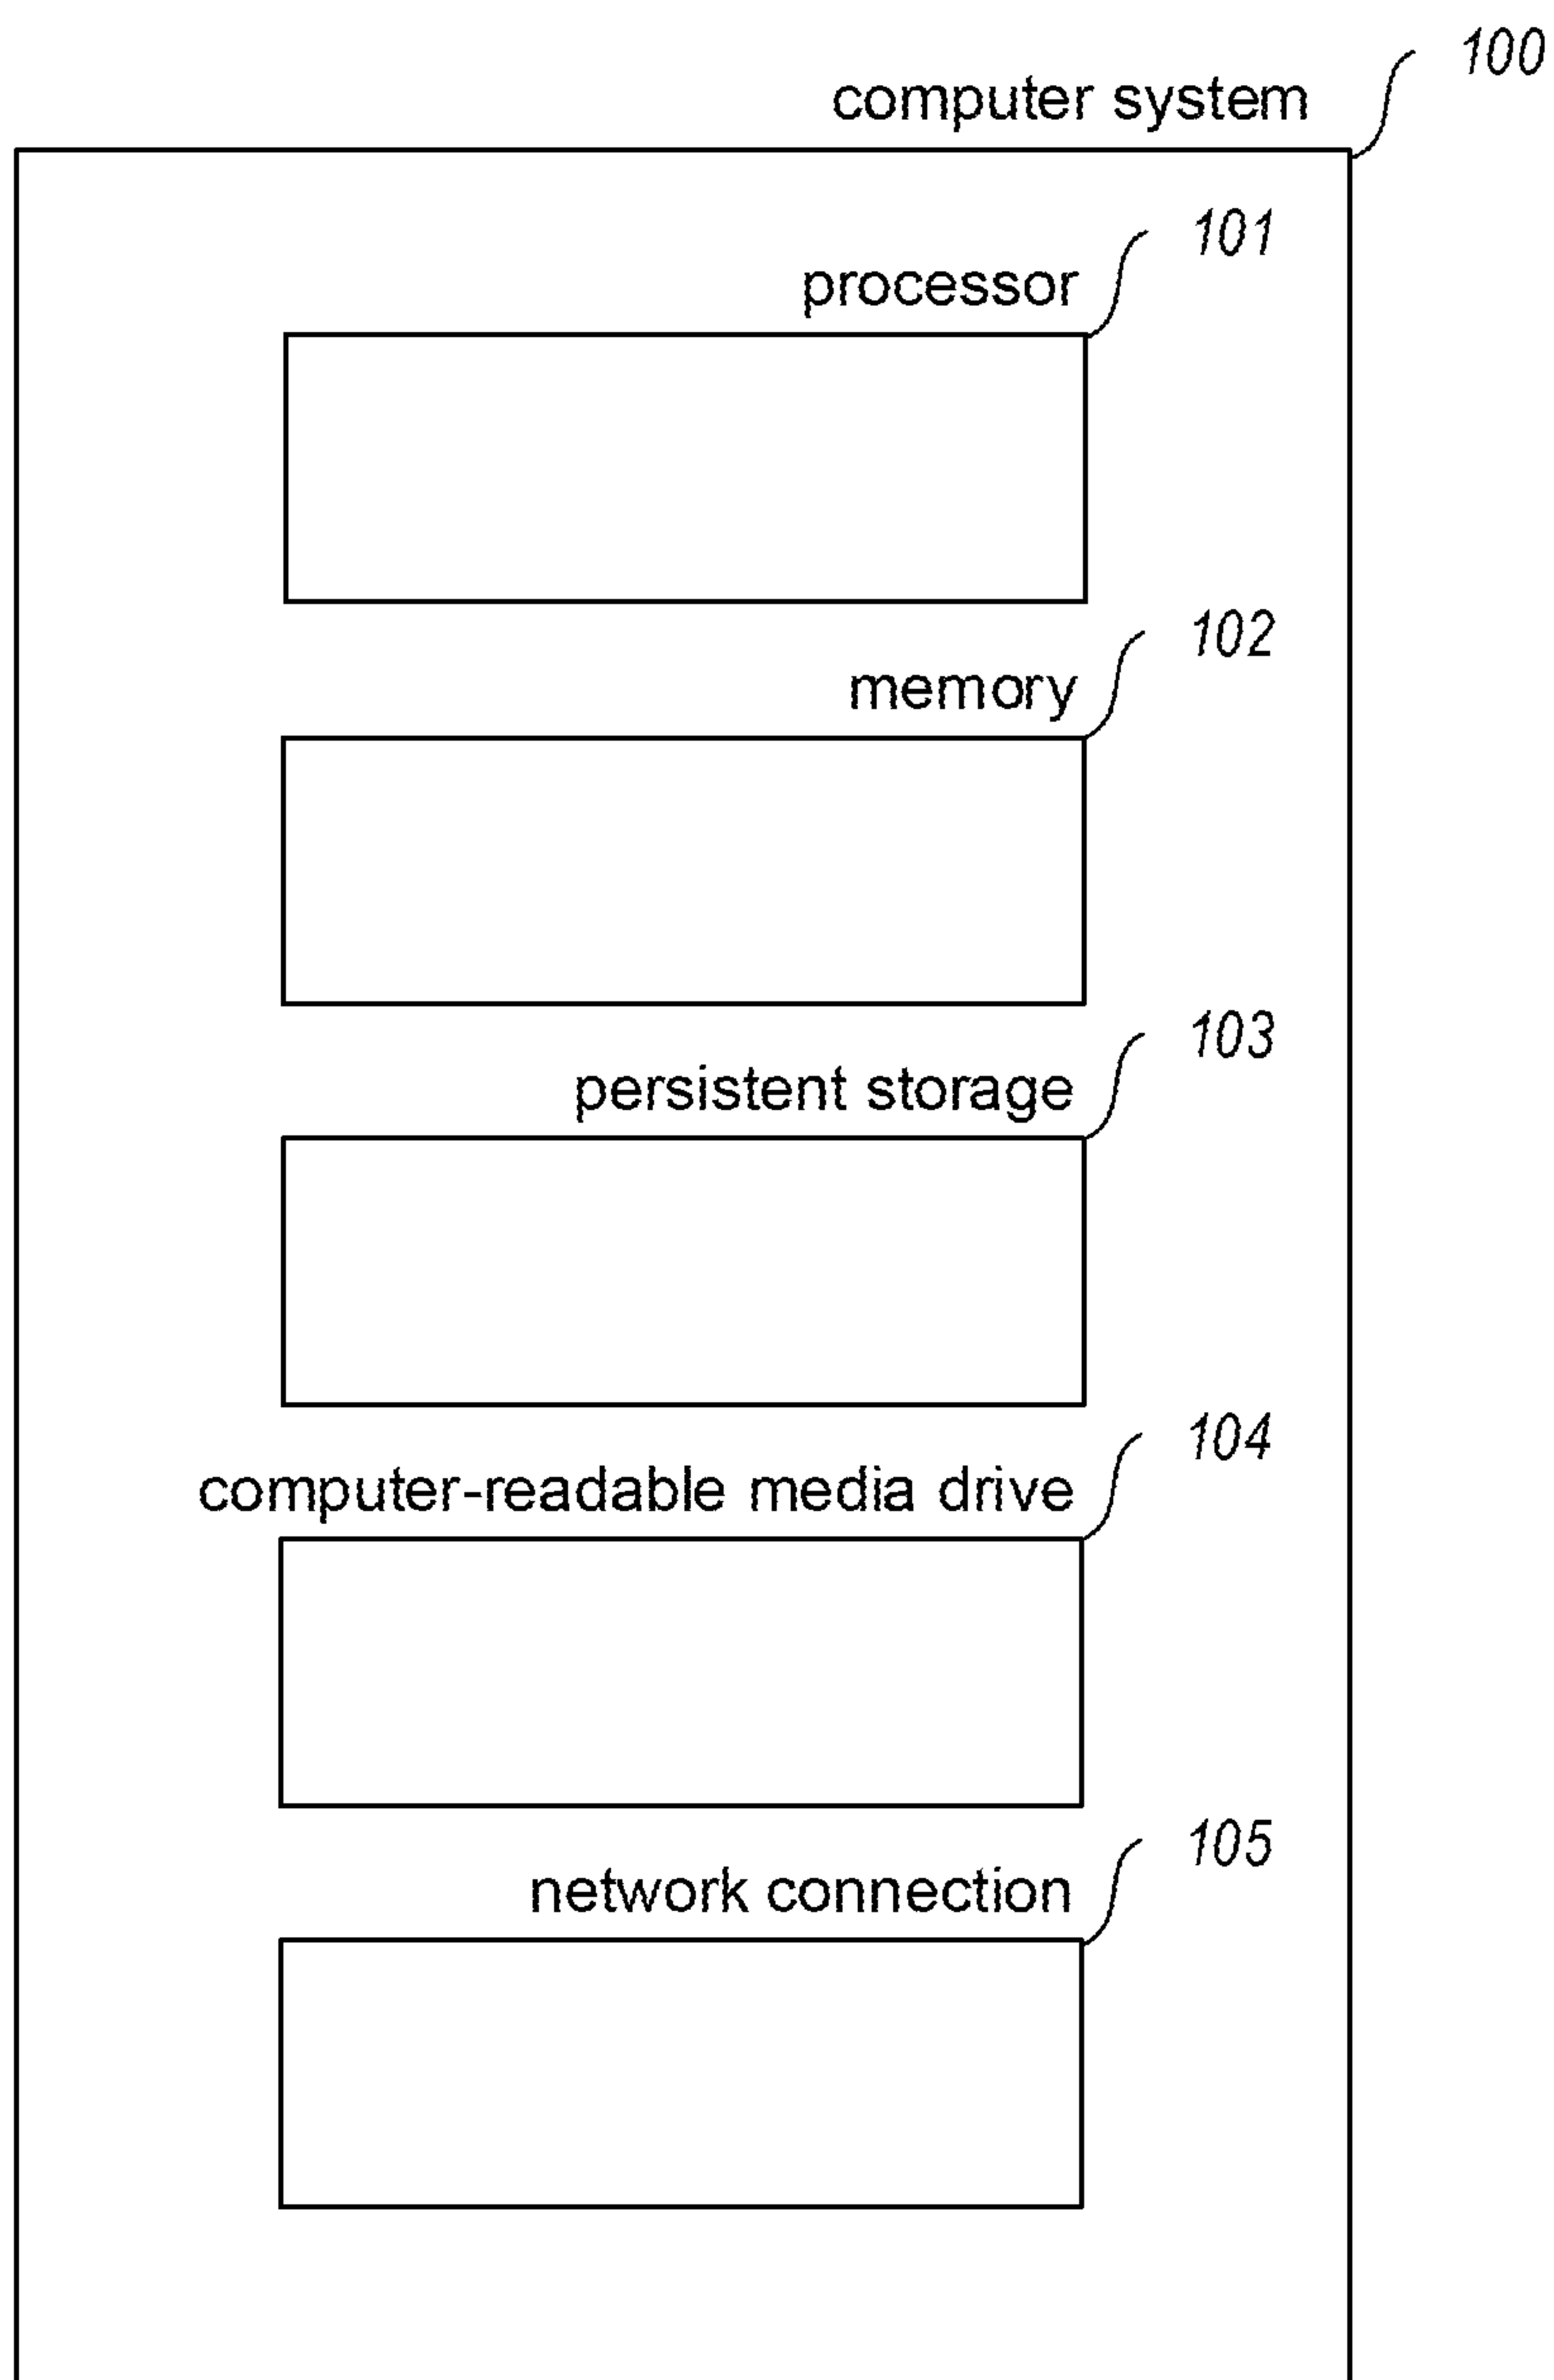 100
computer system
101
processor
102
memory
103
persistent storage
104
computer-readable media drive
105
network connection